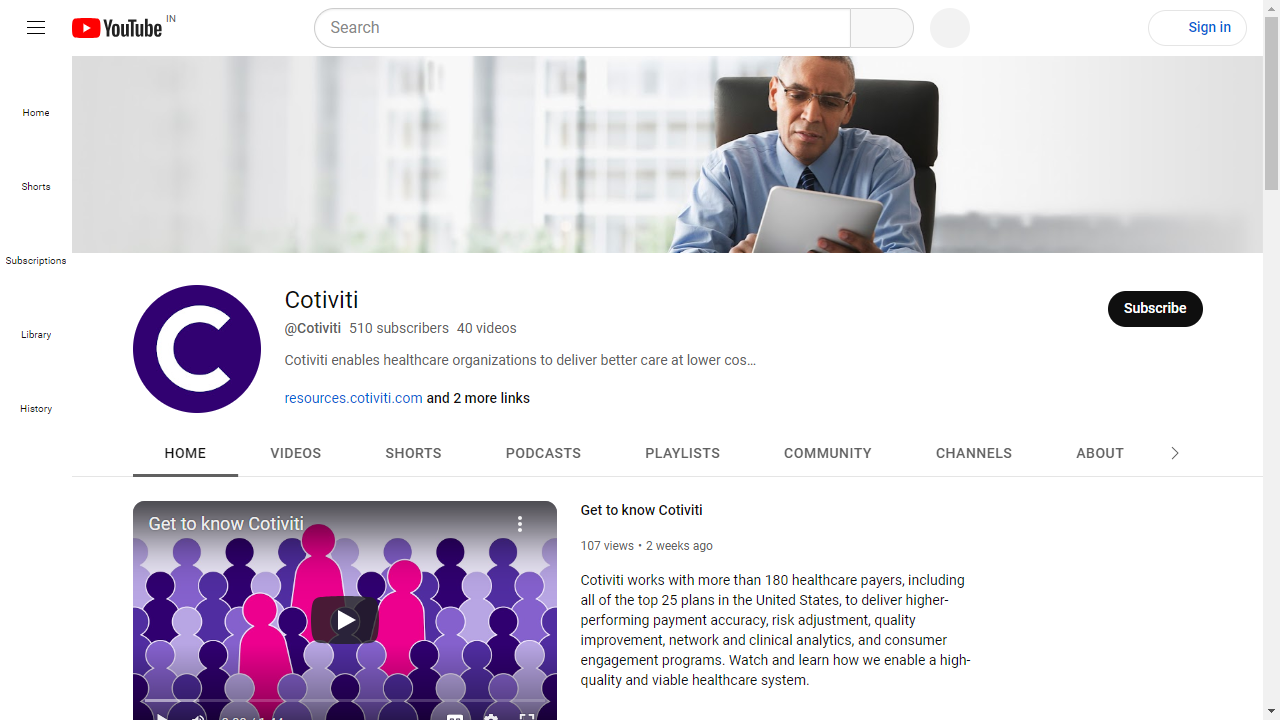 YouTube IN
Search
Sign in
Home
Shorts
Subscriptions
Library
History
Cotiviti
@Cotiviti 510 subscribers 40 videos
Cotiviti enables healthcare organizations to deliver better care at lower cos…
resources.cotiviti.com and 2 more links
Subscribe
HOME VIDEOS SHORTS PODCASTS PLAYLISTS COMMUNITY CHANNELS ABOUT
Get to know Cotiviti
Get to know Cotiviti
107 views • 2 weeks ago
Cotiviti works with more than 180 healthcare payers, including
all of the top 25 plans in the United States, to deliver higher-
performing payment accuracy, risk adjustment, quality
improvement, network and clinical analytics, and consumer
engagement programs. Watch and learn how we enable a high-
quality and viable healthcare system.